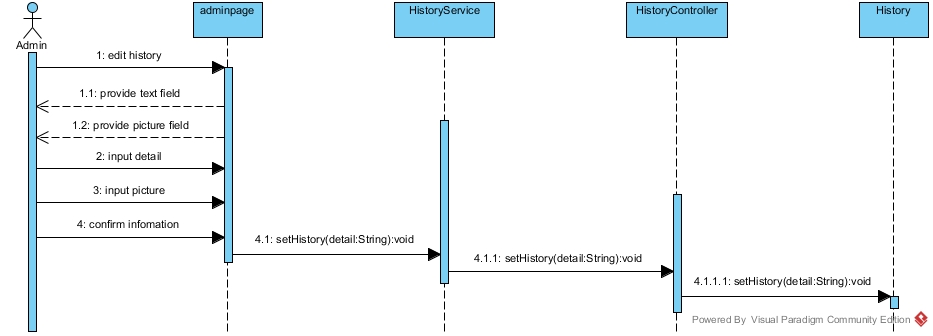 adminpage
HistoryService
HistoryController
History
Admin
1: edit history
1.1: provide text field
1.2: provide picture field
2: input detail
3: input picture
4: confirm infomation
4.1: setHistory(detail:String):void
4.1.1: setHistory(detail:String):void
4.1.1.1: setHistory(detail:String):void
Powered By Visual Paradigm Community Edition